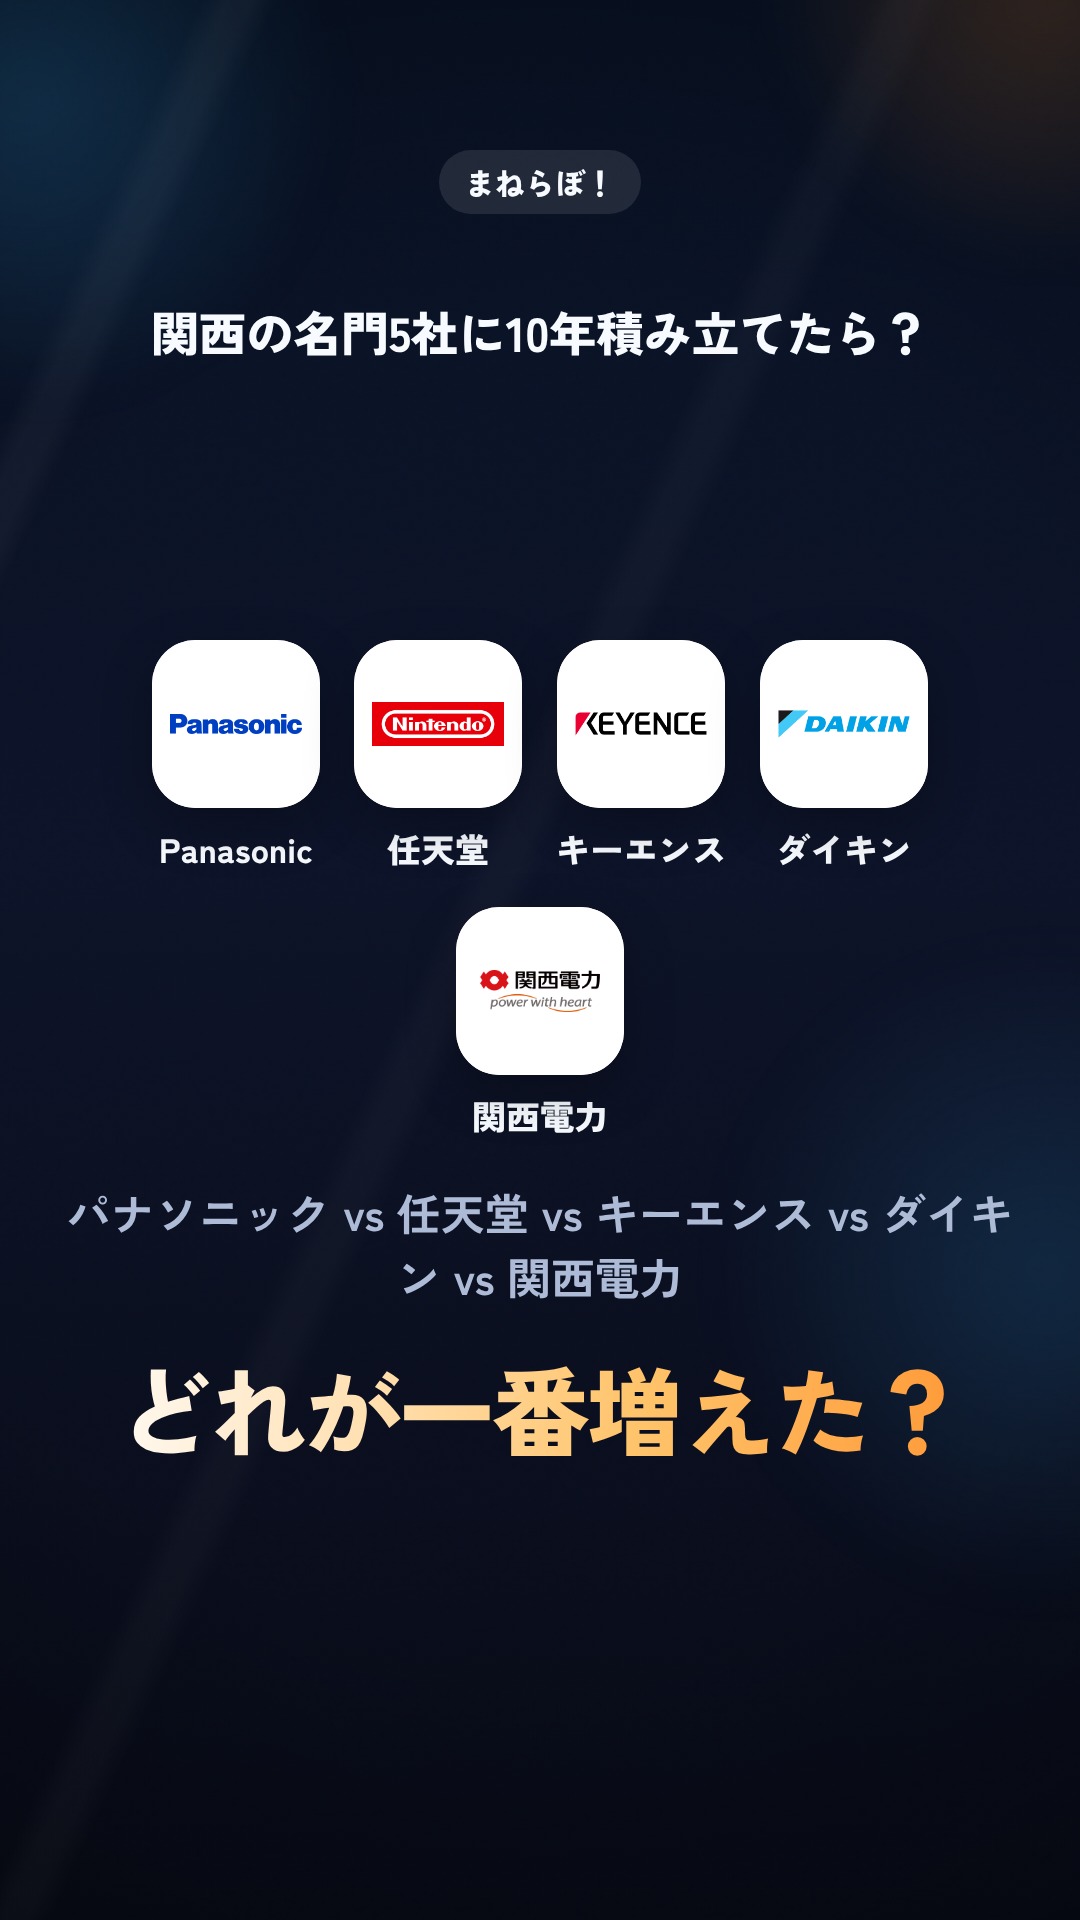 まねらぼ！
関西の名門5社に10年積み立てたら？
Panasonic
Nintendo
KEYENCE
DAIKIN
Panasonic
任天堂
キーエンス
ダイキン
関西電力
power with heart
関西電力
パナソニック vs 任天堂 vs キーエンス vs ダイキ
ン vs 関西電力
どれが一番増えた？